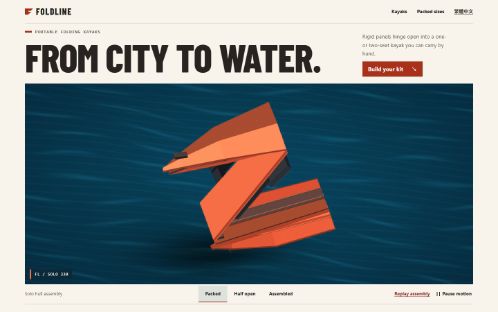 FOLDLINE
Kayaks
Packed sizes
繁體中文
PORTABLE FOLDING KAYAKS
FROM CITY TO WATER.
Rigid panels hinge open into a one-
or two-seat kayak you can carry by
hand.
Build your kit ↘
FL / SOLO 330
Solo hull assembly
Packed
Half open
Assembled
Replay assembly
Pause motion